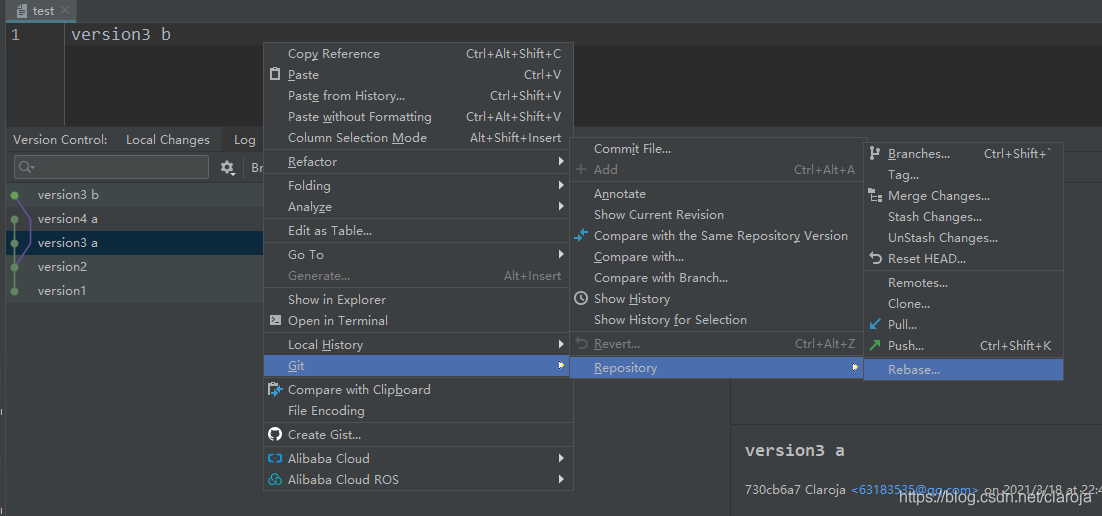 test
1 version3 b
Version Control: Local Changes Log
Br
version3 b
version4 a
version3 a
version2
version1
Copy Reference Ctrl+Alt+Shift+C
Paste Ctrl+V
Paste from History... Ctrl+Shift+V
Paste without Formatting Ctrl+Alt+Shift+V
Column Selection Mode Alt+Shift+Insert
Refactor
Folding
Analyze
Edit as Table...
Go To
Generate... Alt+Insert
Show in Explorer
Open in Terminal
Local History
Git
Compare with Clipboard
File Encoding
Create Gist...
Alibaba Cloud
Alibaba Cloud ROS
Commit File...
Add Ctrl+Alt+A
Annotate
Show Current Revision
Compare with the Same Repository Version
Compare with...
Compare with Branch...
Show History
Show History for Selection
Revert... Ctrl+Alt+Z
Repository
Branches... Ctrl+Shift+`
Tag...
Merge Changes...
Stash Changes...
UnStash Changes...
Reset HEAD...
Remotes...
Clone...
Pull...
Push... Ctrl+Shift+K
Rebase...
version3 a
730cb6a7 Claroja <63183535@qq.com> on 2021/3/18 at 22:4
https://blog.csdn.net/claroja